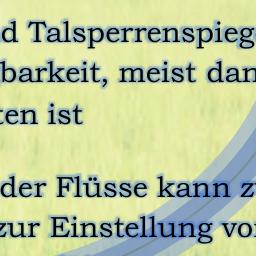 d Talsperrenspieg
barkeit, meist dan
ten ist
der Flüsse kann z
zur Einstellung vo